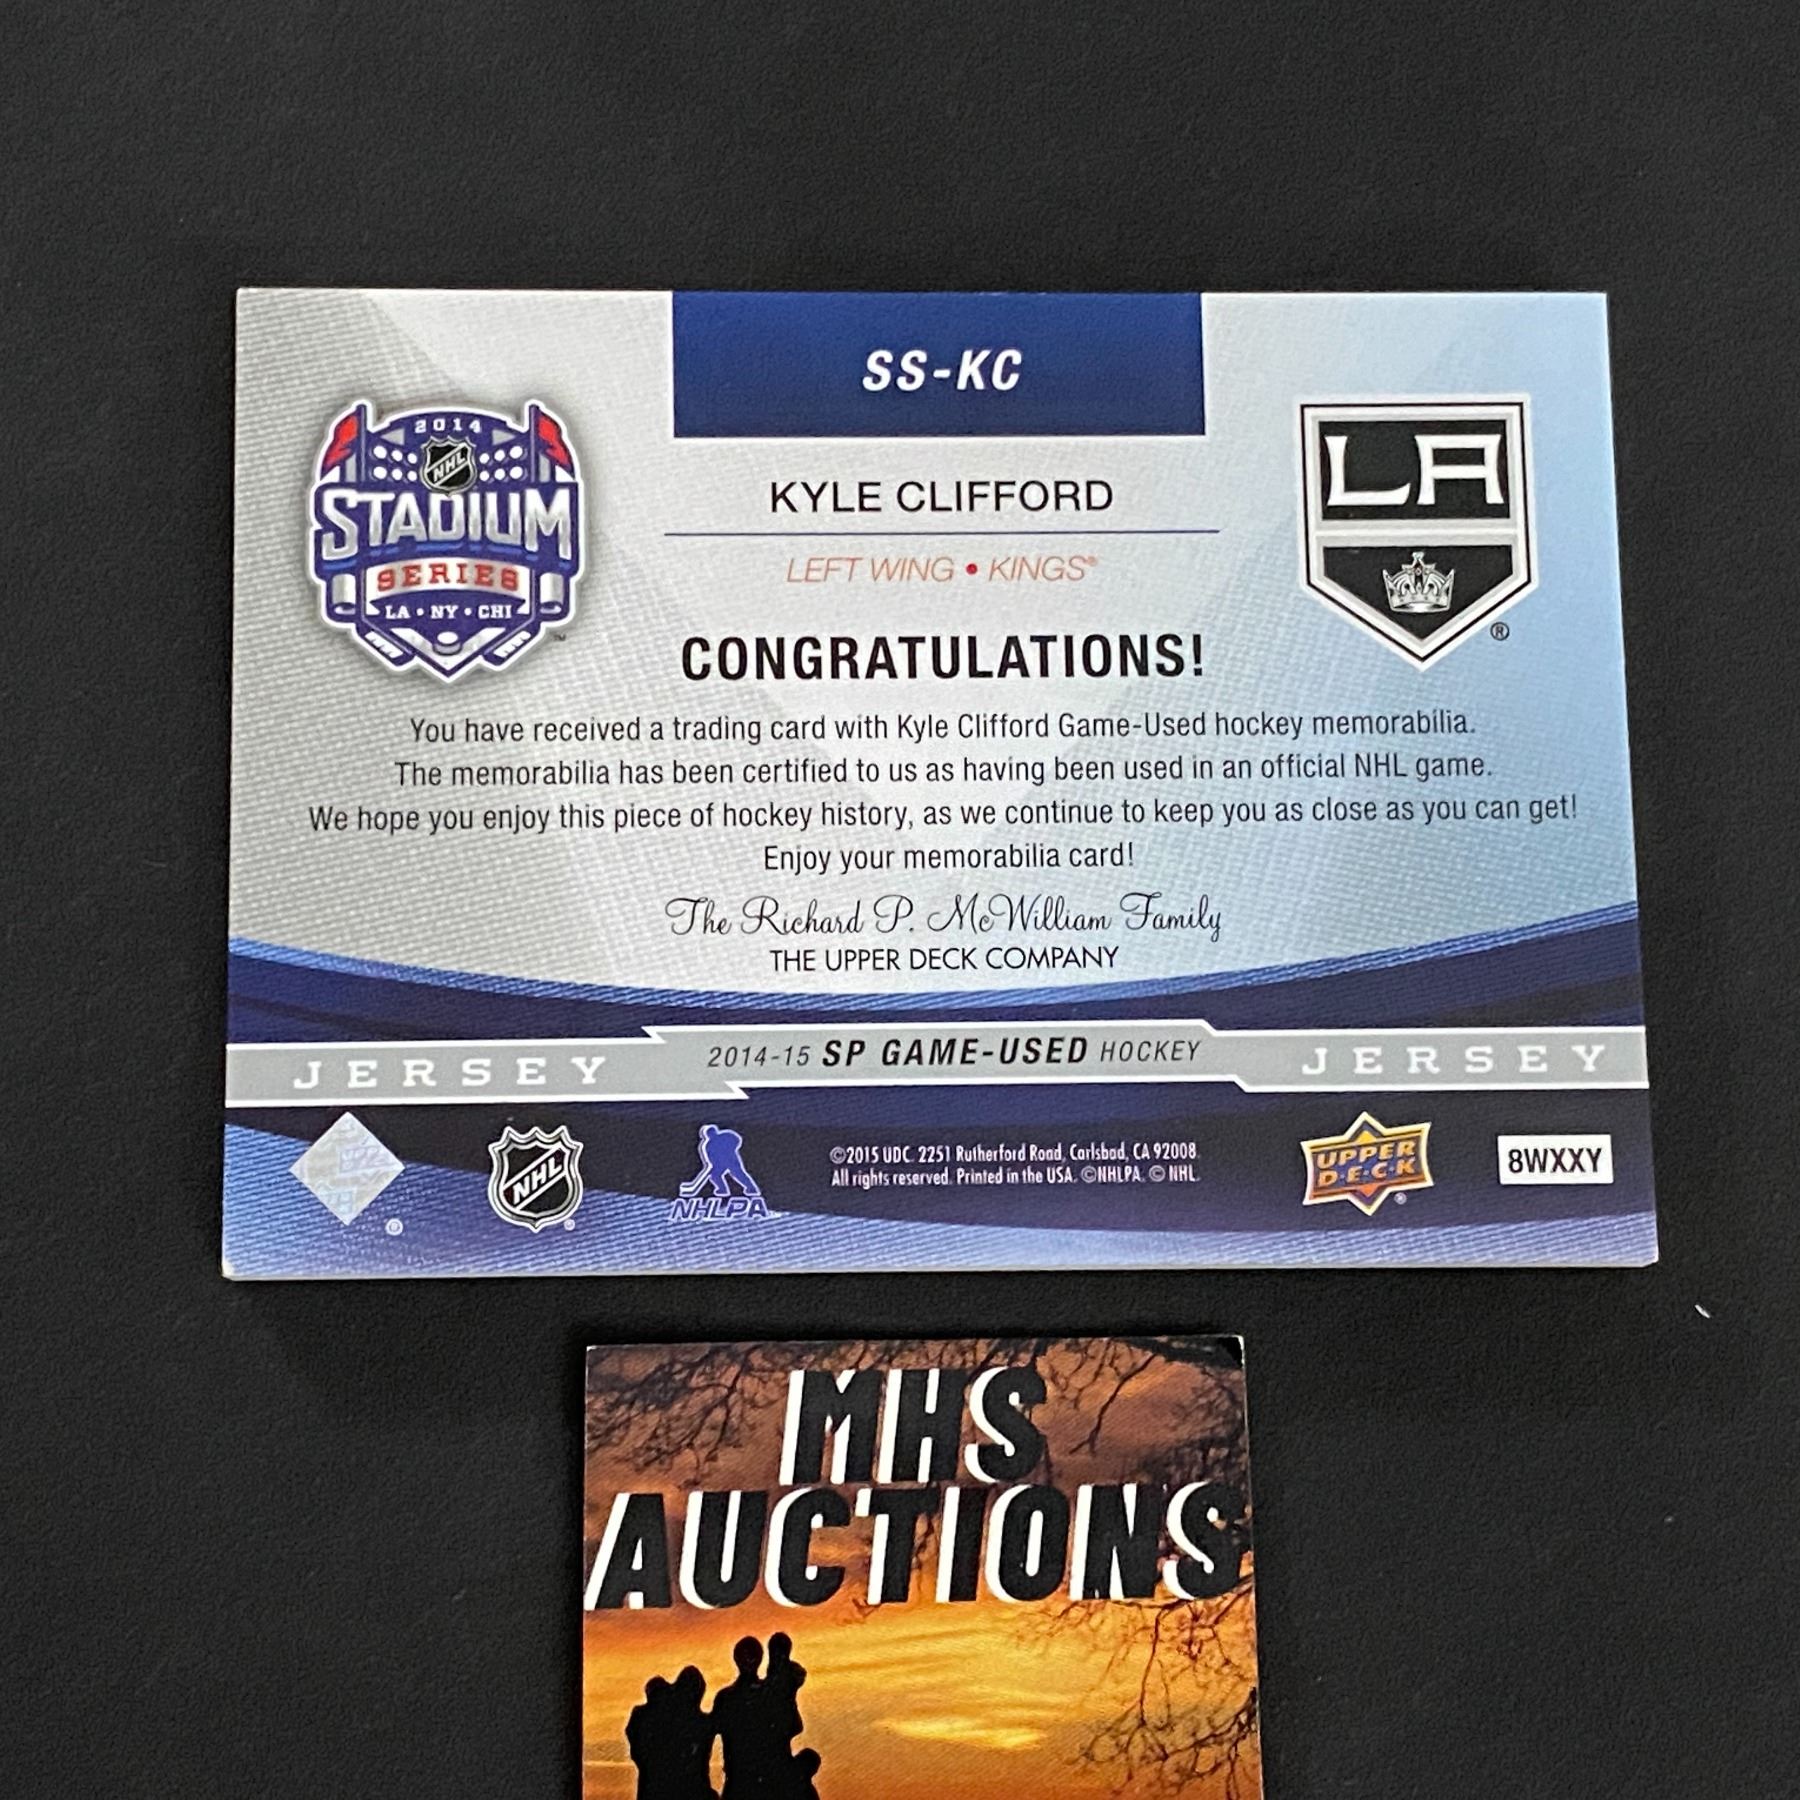 SS-KC
2014
NHL
STADIUM
SERIES
LA • NY • CHI
™
LA
®
KYLE CLIFFORD
LEFT WING • KINGS®
CONGRATULATIONS!
You have received a trading card with Kyle Clifford Game-Used hockey memorabilia.
The memorabilia has been certified to us as having been used in an official NHL game.
We hope you enjoy this piece of hockey history, as we continue to keep you as close as you can get!
Enjoy your memorabilia card!
The Richard P. McWilliam Family
THE UPPER DECK COMPANY
JERSEY
2014-15 SP GAME-USED HOCKEY
JERSEY
®
NHL
®
NHLPA
©2015 UDC. 2251 Rutherford Road, Carlsbad, CA 92008.
All rights reserved. Printed in the USA. ©NHLPA. © NHL.
UPPER
D·E·C·K
®
8WXXY
MHS
AUCTIONS